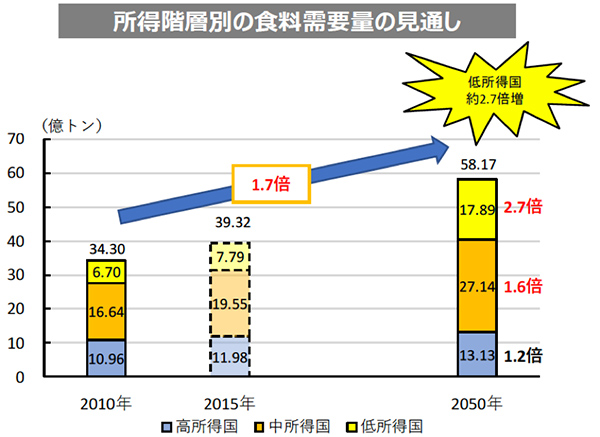 所得階層別の食料需要量の見通し
低所得国
約2.7倍増
(億トン)
70
60
50
40
30
20
10
0
1.7倍
34.30
6.70
16.64
10.96
39.32
7.79
19.55
11.98
58.17
17.89
27.14
13.13
2.7倍
1.6倍
1.2倍
2010年
2015年
2050年
高所得国
中所得国
低所得国